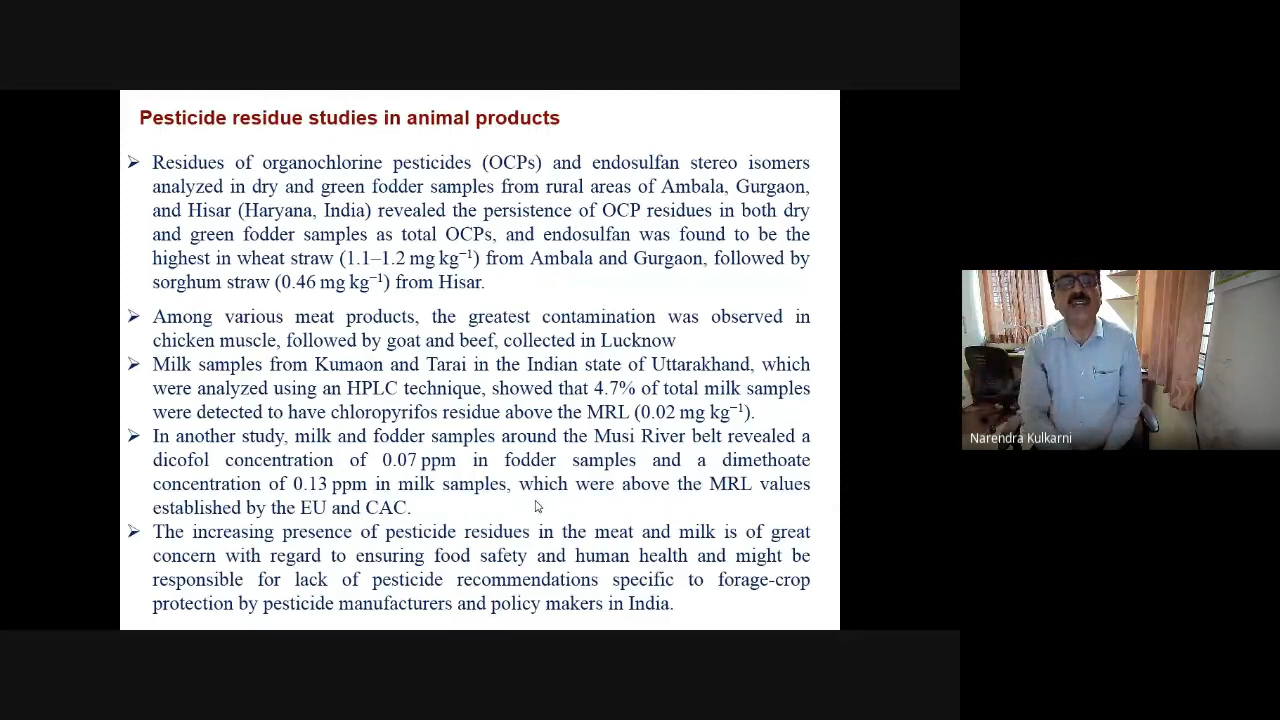 Pesticide residue studies in animal products
➢ Residues of organochlorine pesticides (OCPs) and endosulfan stereo isomers
analyzed in dry and green fodder samples from rural areas of Ambala, Gurgaon,
and Hisar (Haryana, India) revealed the persistence of OCP residues in both dry
and green fodder samples as total OCPs, and endosulfan was found to be the
highest in wheat straw (1.1–1.2 mg kg⁻¹) from Ambala and Gurgaon, followed by
sorghum straw (0.46 mg kg⁻¹) from Hisar.
➢ Among various meat products, the greatest contamination was observed in
chicken muscle, followed by goat and beef, collected in Lucknow
➢ Milk samples from Kumaon and Tarai in the Indian state of Uttarakhand, which
were analyzed using an HPLC technique, showed that 4.7% of total milk samples
were detected to have chloropyrifos residue above the MRL (0.02 mg kg⁻¹).
➢ In another study, milk and fodder samples around the Musi River belt revealed a
dicofol concentration of 0.07 ppm in fodder samples and a dimethoate
concentration of 0.13 ppm in milk samples, which were above the MRL values
established by the EU and CAC.
➢ The increasing presence of pesticide residues in the meat and milk is of great
concern with regard to ensuring food safety and human health and might be
responsible for lack of pesticide recommendations specific to forage-crop
protection by pesticide manufacturers and policy makers in India.
Narendra Kulkarni